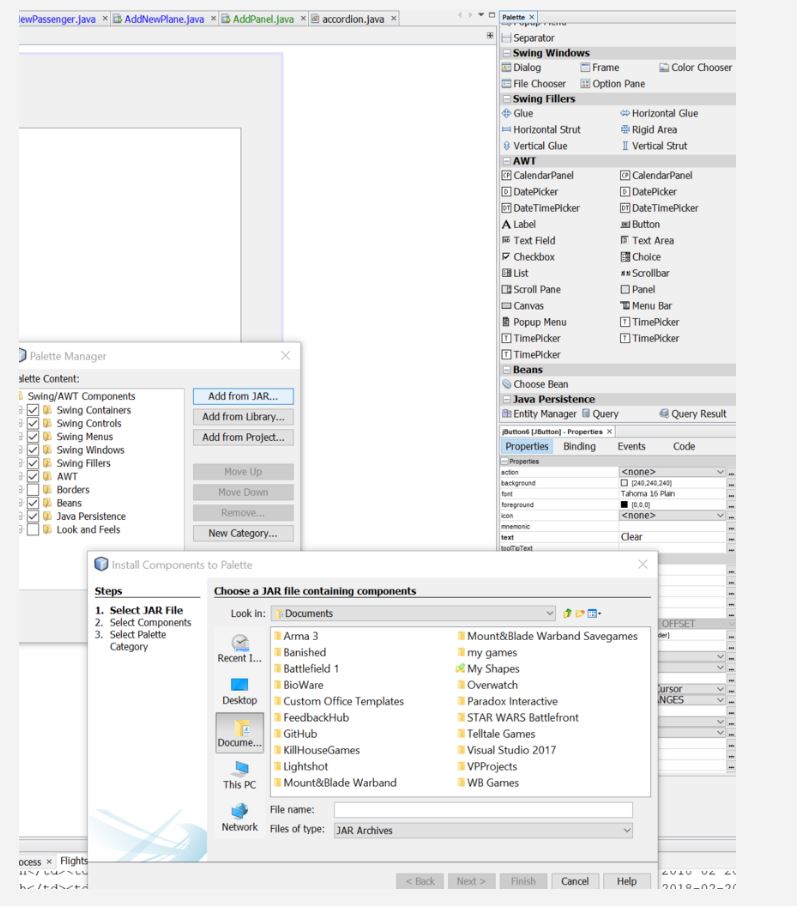 ewPassenger.java × AddNewPlane.java × AddPanel.java × accordion.java ×
Palette ×
Popup Menu
Separator
Swing Windows
Dialog Frame Color Chooser
File Chooser Option Pane
Swing Fillers
Glue Horizontal Glue
Horizontal Strut Rigid Area
Vertical Glue Vertical Strut
AWT
CalendarPanel CalendarPanel
DatePicker DatePicker
DateTimePicker DateTimePicker
Label Button
Text Field Text Area
Checkbox Choice
List Scrollbar
Scroll Pane Panel
Canvas Menu Bar
Popup Menu TimePicker
TimePicker TimePicker
TimePicker
Beans
Choose Bean
Java Persistence
Entity Manager Query Query Result
jButton6 [JButton] - Properties ×
Properties Binding Events Code
Properties
action <none>
background [240,240,240]
font Tahoma 16 Plain
foreground [0,0,0]
icon <none>
mnemonic
text Clear
toolTipText
OFFSET
der]
Cursor
NGES
Palette Manager
alette Content:
Swing/AWT Components
Swing Containers
Swing Controls
Swing Menus
Swing Windows
Swing Fillers
AWT
Borders
Beans
Java Persistence
Look and Feels
Add from JAR...
Add from Library...
Add from Project...
Move Up
Move Down
Remove...
New Category...
Install Components to Palette
Steps
1. Select JAR File
2. Select Components
3. Select Palette
Category
Choose a JAR file containing components
Look in: Documents
Recent I...
Desktop
Docume...
This PC
Network
Arma 3 Mount&Blade Warband Savegames
Banished my games
Battlefield 1 My Shapes
BioWare Overwatch
Custom Office Templates Paradox Interactive
FeedbackHub STAR WARS Battlefront
GitHub Telltale Games
KillHouseGames Visual Studio 2017
Lightshot VPProjects
Mount&Blade Warband WB Games
File name:
Files of type: JAR Archives
< Back Next > Finish Cancel Help
ocess × Flights
h</td><td
2018-02-20